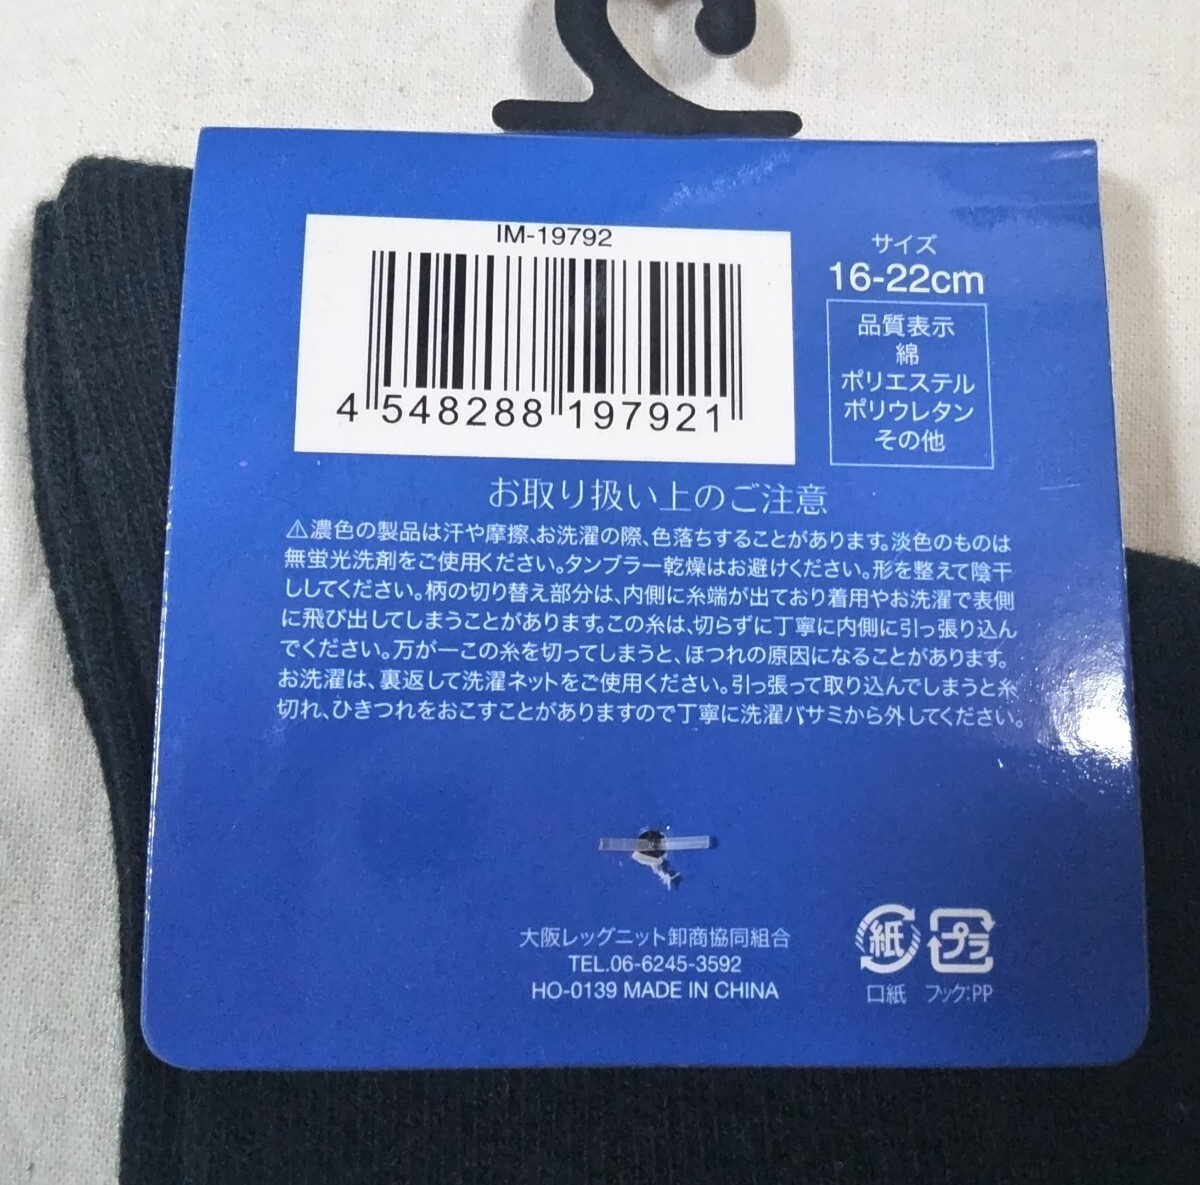 IM-19792
4 548288 197921
サイズ
16-22cm
品質表示
綿
ポリエステル
ポリウレタン
その他
お取り扱い上のご注意
⚠濃色の製品は汗や摩擦、お洗濯の際、色落ちすることがあります。淡色のものは
無蛍光洗剤をご使用ください。タンブラー乾燥はお避けください。形を整えて陰干
ししてください。柄の切り替え部分は、内側に糸端が出ており着用やお洗濯で表側
に飛び出してしまうことがあります。この糸は、切らずに丁寧に内側に引っ張り込ん
でください。万が一この糸を切ってしまうと、ほつれの原因になることがあります。
お洗濯は、裏返して洗濯ネットをご使用ください。引っ張って取り込んでしまうと糸
切れ、ひきつれをおこすことがありますので丁寧に洗濯バサミから外してください。
大阪レッグニット卸商協同組合
TEL.06-6245-3592
HO-0139 MADE IN CHINA
紙 プラ
口紙 フック:PP